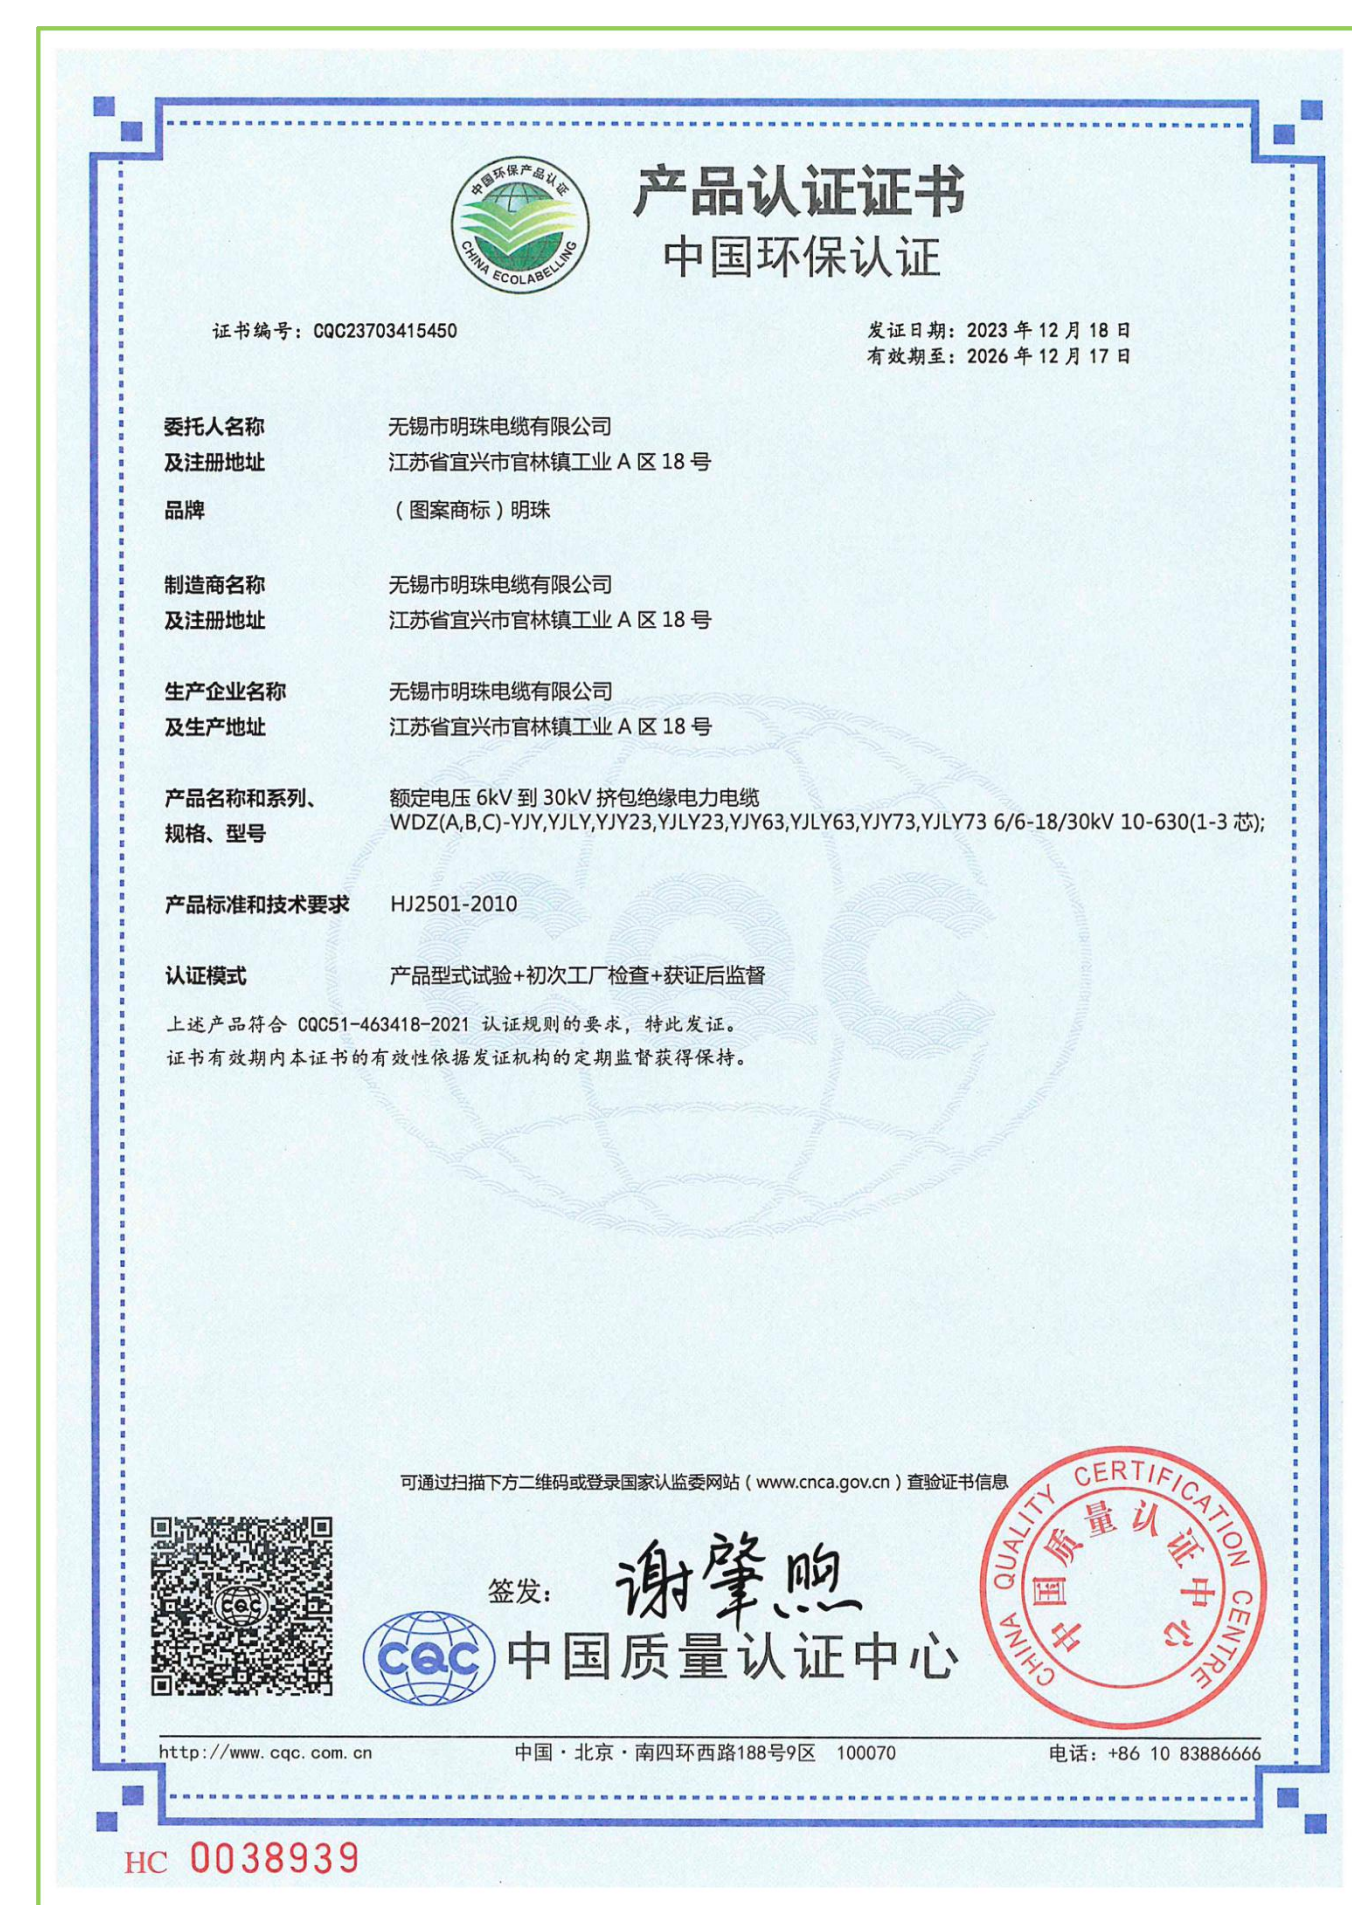 中国环保产品认证
CHINA ECOLABELLING
产品认证证书
中国环保认证
证书编号：CQC23703415450
发证日期：2023 年 12 月 18 日
有效期至：2026 年 12 月 17 日
委托人名称 无锡市明珠电缆有限公司
及注册地址 江苏省宜兴市官林镇工业 A 区 18 号
品牌 （图案商标）明珠
制造商名称 无锡市明珠电缆有限公司
及注册地址 江苏省宜兴市官林镇工业 A 区 18 号
生产企业名称 无锡市明珠电缆有限公司
及生产地址 江苏省宜兴市官林镇工业 A 区 18 号
产品名称和系列、 额定电压 6kV 到 30kV 挤包绝缘电力电缆
规格、型号 WDZ(A,B,C)-YJY,YJLY,YJY23,YJLY23,YJY63,YJLY63,YJY73,YJLY73 6/6-18/30kV 10-630(1-3 芯);
产品标准和技术要求 HJ2501-2010
认证模式 产品型式试验+初次工厂检查+获证后监督
上述产品符合 CQC51-463418-2021 认证规则的要求，特此发证。
证书有效期内本证书的有效性依据发证机构的定期监督获得保持。
CQC
可通过扫描下方二维码或登录国家认监委网站（www.cnca.gov.cn）查验证书信息
CQC
签发：谢肇煦
CQC 中国质量认证中心
CHINA QUALITY CERTIFICATION CENTRE
中国质量认证中心
http://www.cqc.com.cn 中国·北京·南四环西路188号9区 100070 电话：+86 10 83886666
HC 0038939